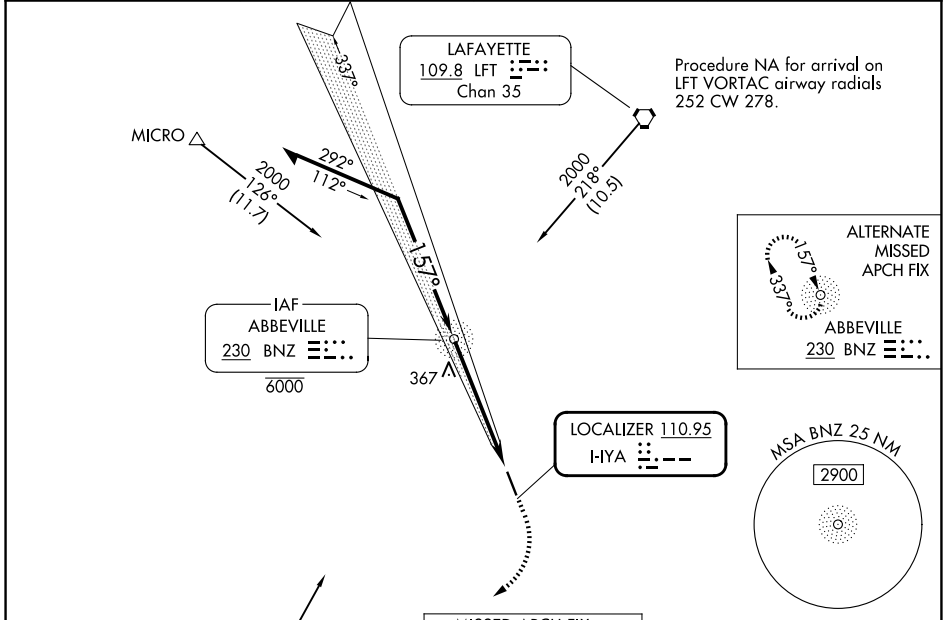 337°
LAFAYETTE
109.8 LFT
Chan 35
Procedure NA for arrival on
LFT VORTAC airway radials
252 CW 278.
MICRO
2000
126°
(11.7)
292°
112°
2000
218°
(10.5)
157°
ALTERNATE
MISSED
APCH FIX
157°
337°
ABBEVILLE
230 BNZ
IAF
ABBEVILLE
230 BNZ
6000
367
LOCALIZER 110.95
I-IYA
MSA BNZ 25 NM
2900